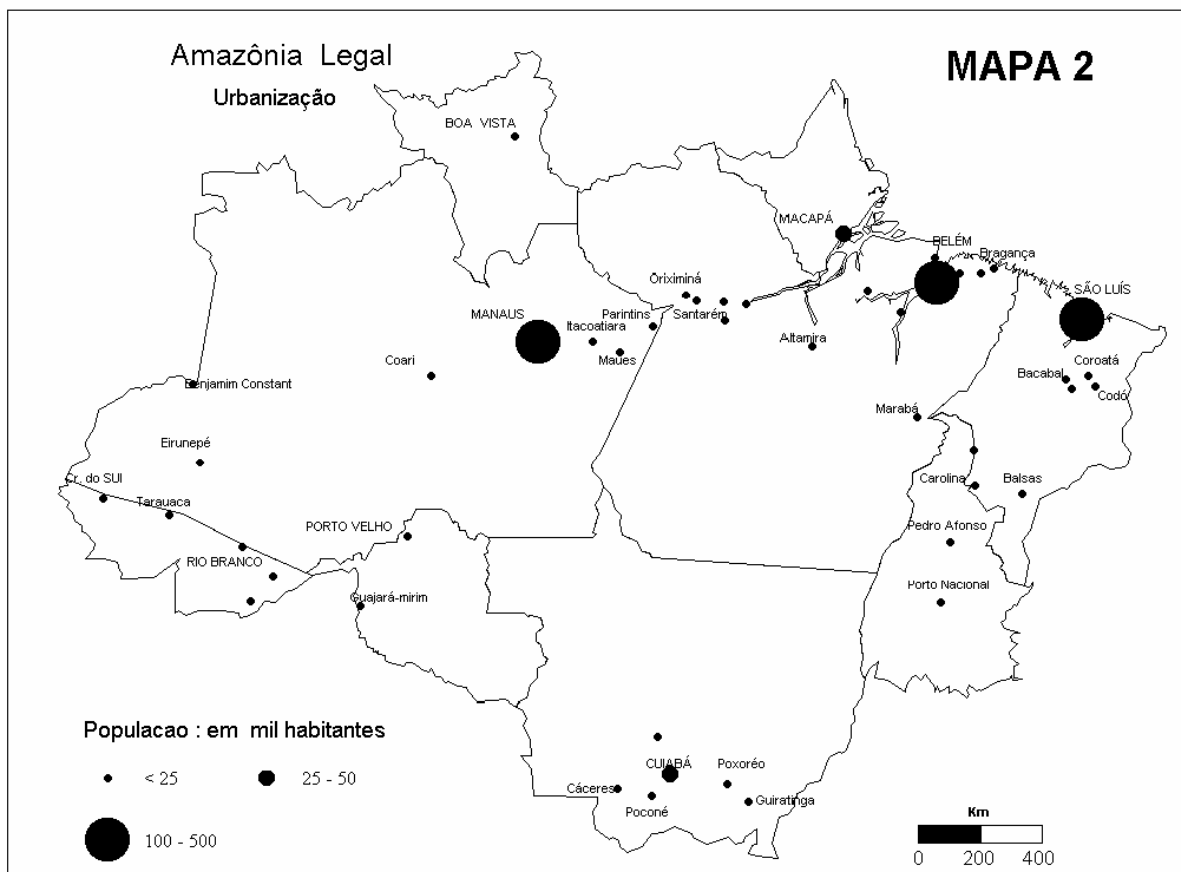 Amazônia Legal
MAPA 2
Urbanização
BOA VISTA
MACAPÁ
BELÉM
Bragança
Oriximiná
SÃO LUÍS
MANAUS
Parintins
Santarém
Itacoatiara
Altamira
Maués
Coroatá
Coari
Bacabal
Benjamim Constant
Codó
Marabá
Eirunepé
Cr. do SUI
Carolina
Balsas
Tarauaca
PORTO VELHO
Pedro Afonso
RIO BRANCO
Porto Nacional
Guajará-mirim
Populacao : em mil habitantes
< 25
25 - 50
100 - 500
CUIABÁ
Poxoréo
Cáceres
Poconé
Guiratinga
Km
0 200 400